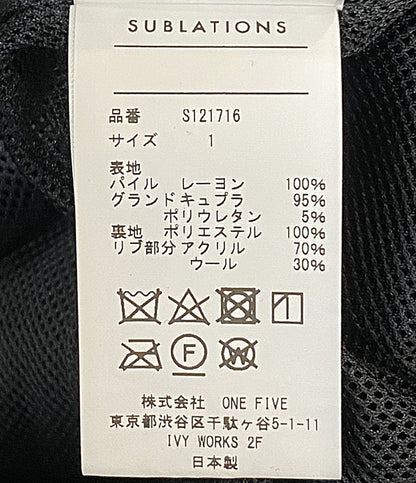 SUBLATIONS
品番 S121716
サイズ 1
表地
パイル レーヨン 100%
グランドキュプラ 95%
ポリウレタン 5%
裏地 ポリエステル 100%
リブ部分アクリル 70%
ウール 30%
F W
株式会社 ONE FIVE
東京都渋谷区千駄ヶ谷5-1-11
IVY WORKS 2F
日本製